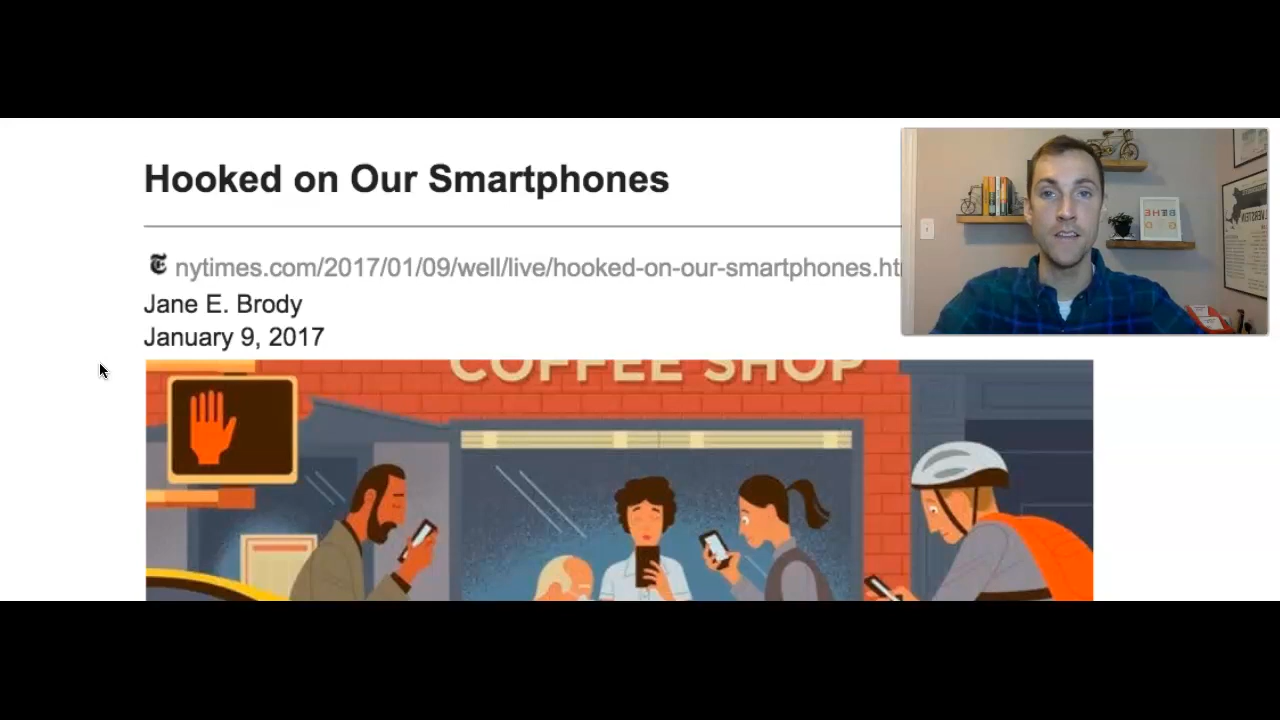 Hooked on Our Smartphones
nytimes.com/2017/01/09/well/live/hooked-on-our-smartphones.ht
Jane E. Brody
January 9, 2017
COFFEE SHOP